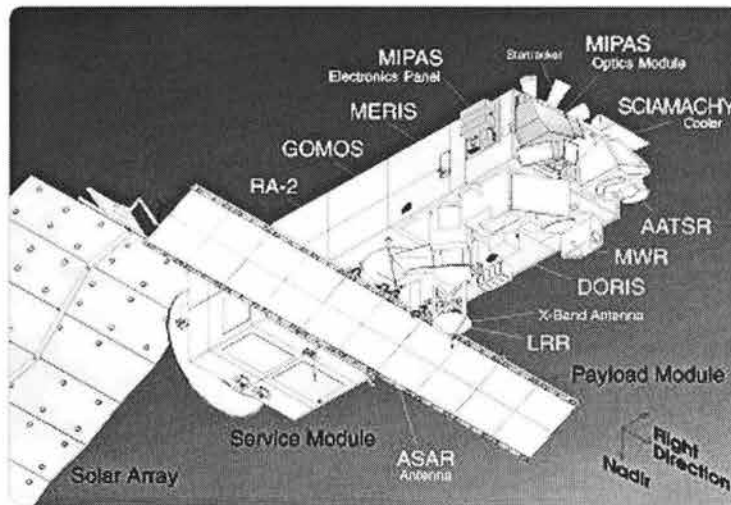 MIPAS
Electronics Panel
Startracker
MIPAS
Optics Module
MERIS
SCIAMACHY
Cooler
GOMOS
RA-2
AATSR
MWR
DORIS
X-Band Antenna
LRR
Payload Module
Service Module
ASAR
Antenna
Solar Array
Flight
Direction
Nadir